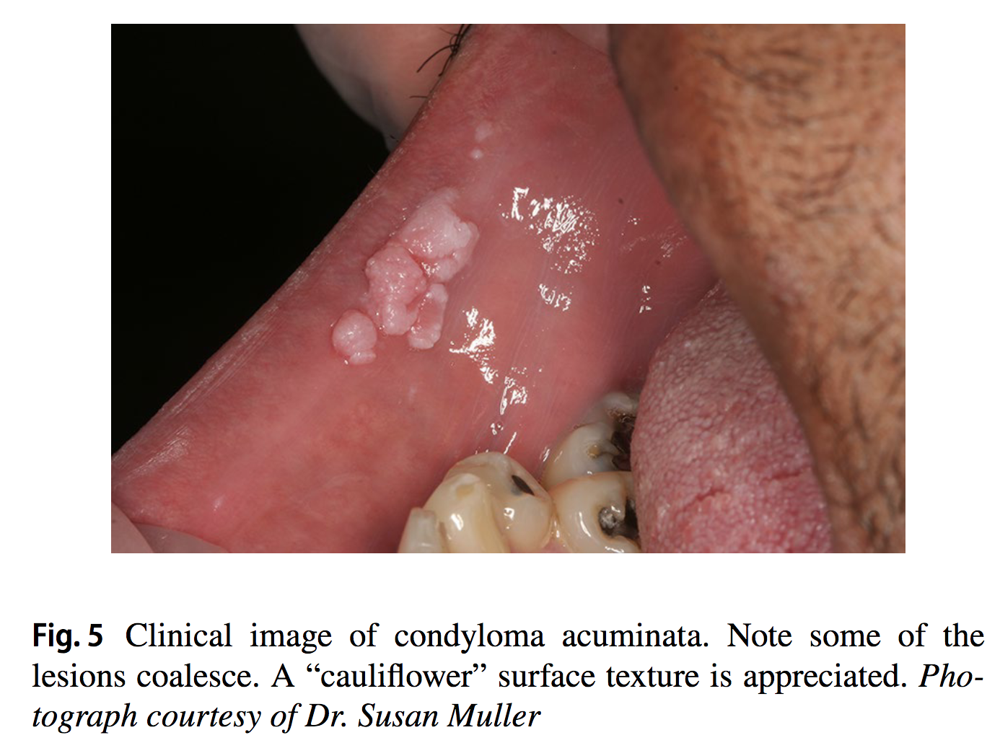 Fig. 5 Clinical image of condyloma acuminata. Note some of the
lesions coalesce. A “cauliflower” surface texture is appreciated. Pho-
tograph courtesy of Dr. Susan Muller